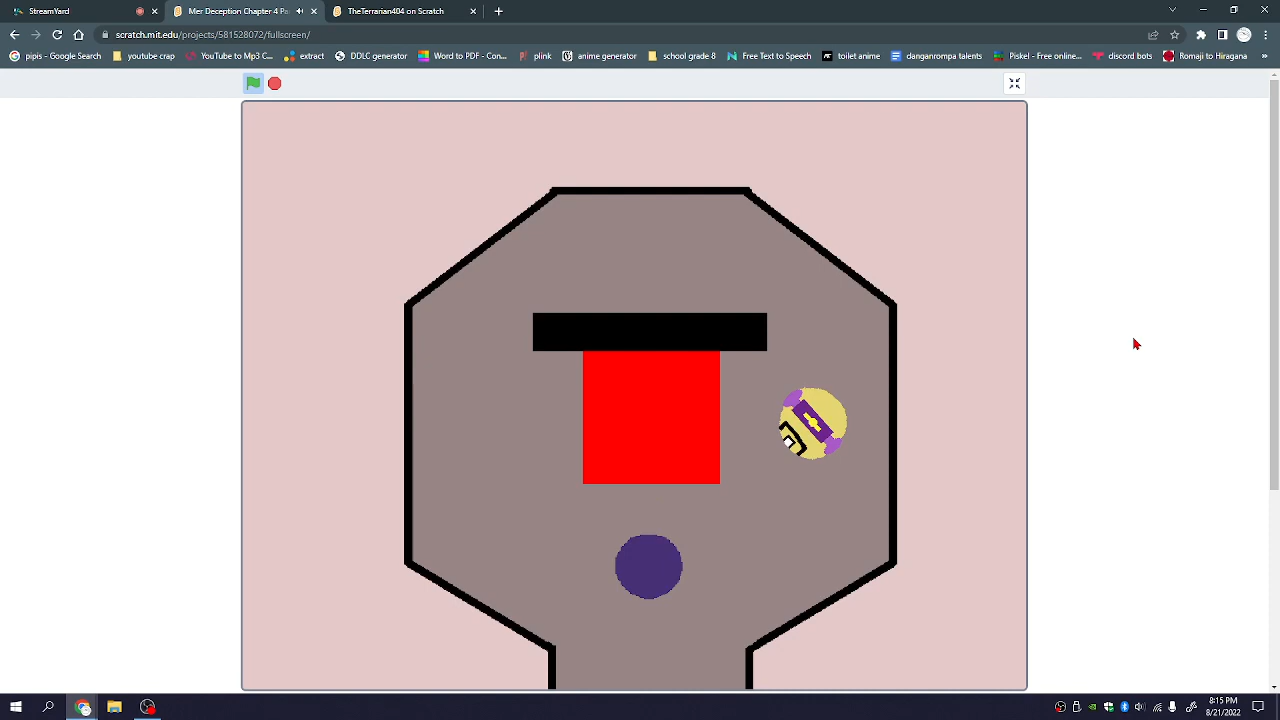 StreamYard
Mer Deception Chapter 4 Re
TheTerrarian404 on Scratch
scratch.mit.edu/projects/581528072/fullscreen/
pipis - Google Search
youtube crap
YouTube to Mp3 C...
extract
DDLC generator
Word to PDF - Con...
plink
anime generator
school grade 8
Free Text to Speech
toilet anime
danganrompa talents
Piskel - Free online...
discord bots
Romaji to Hiragana
»
8:15 PM
8/21/2022